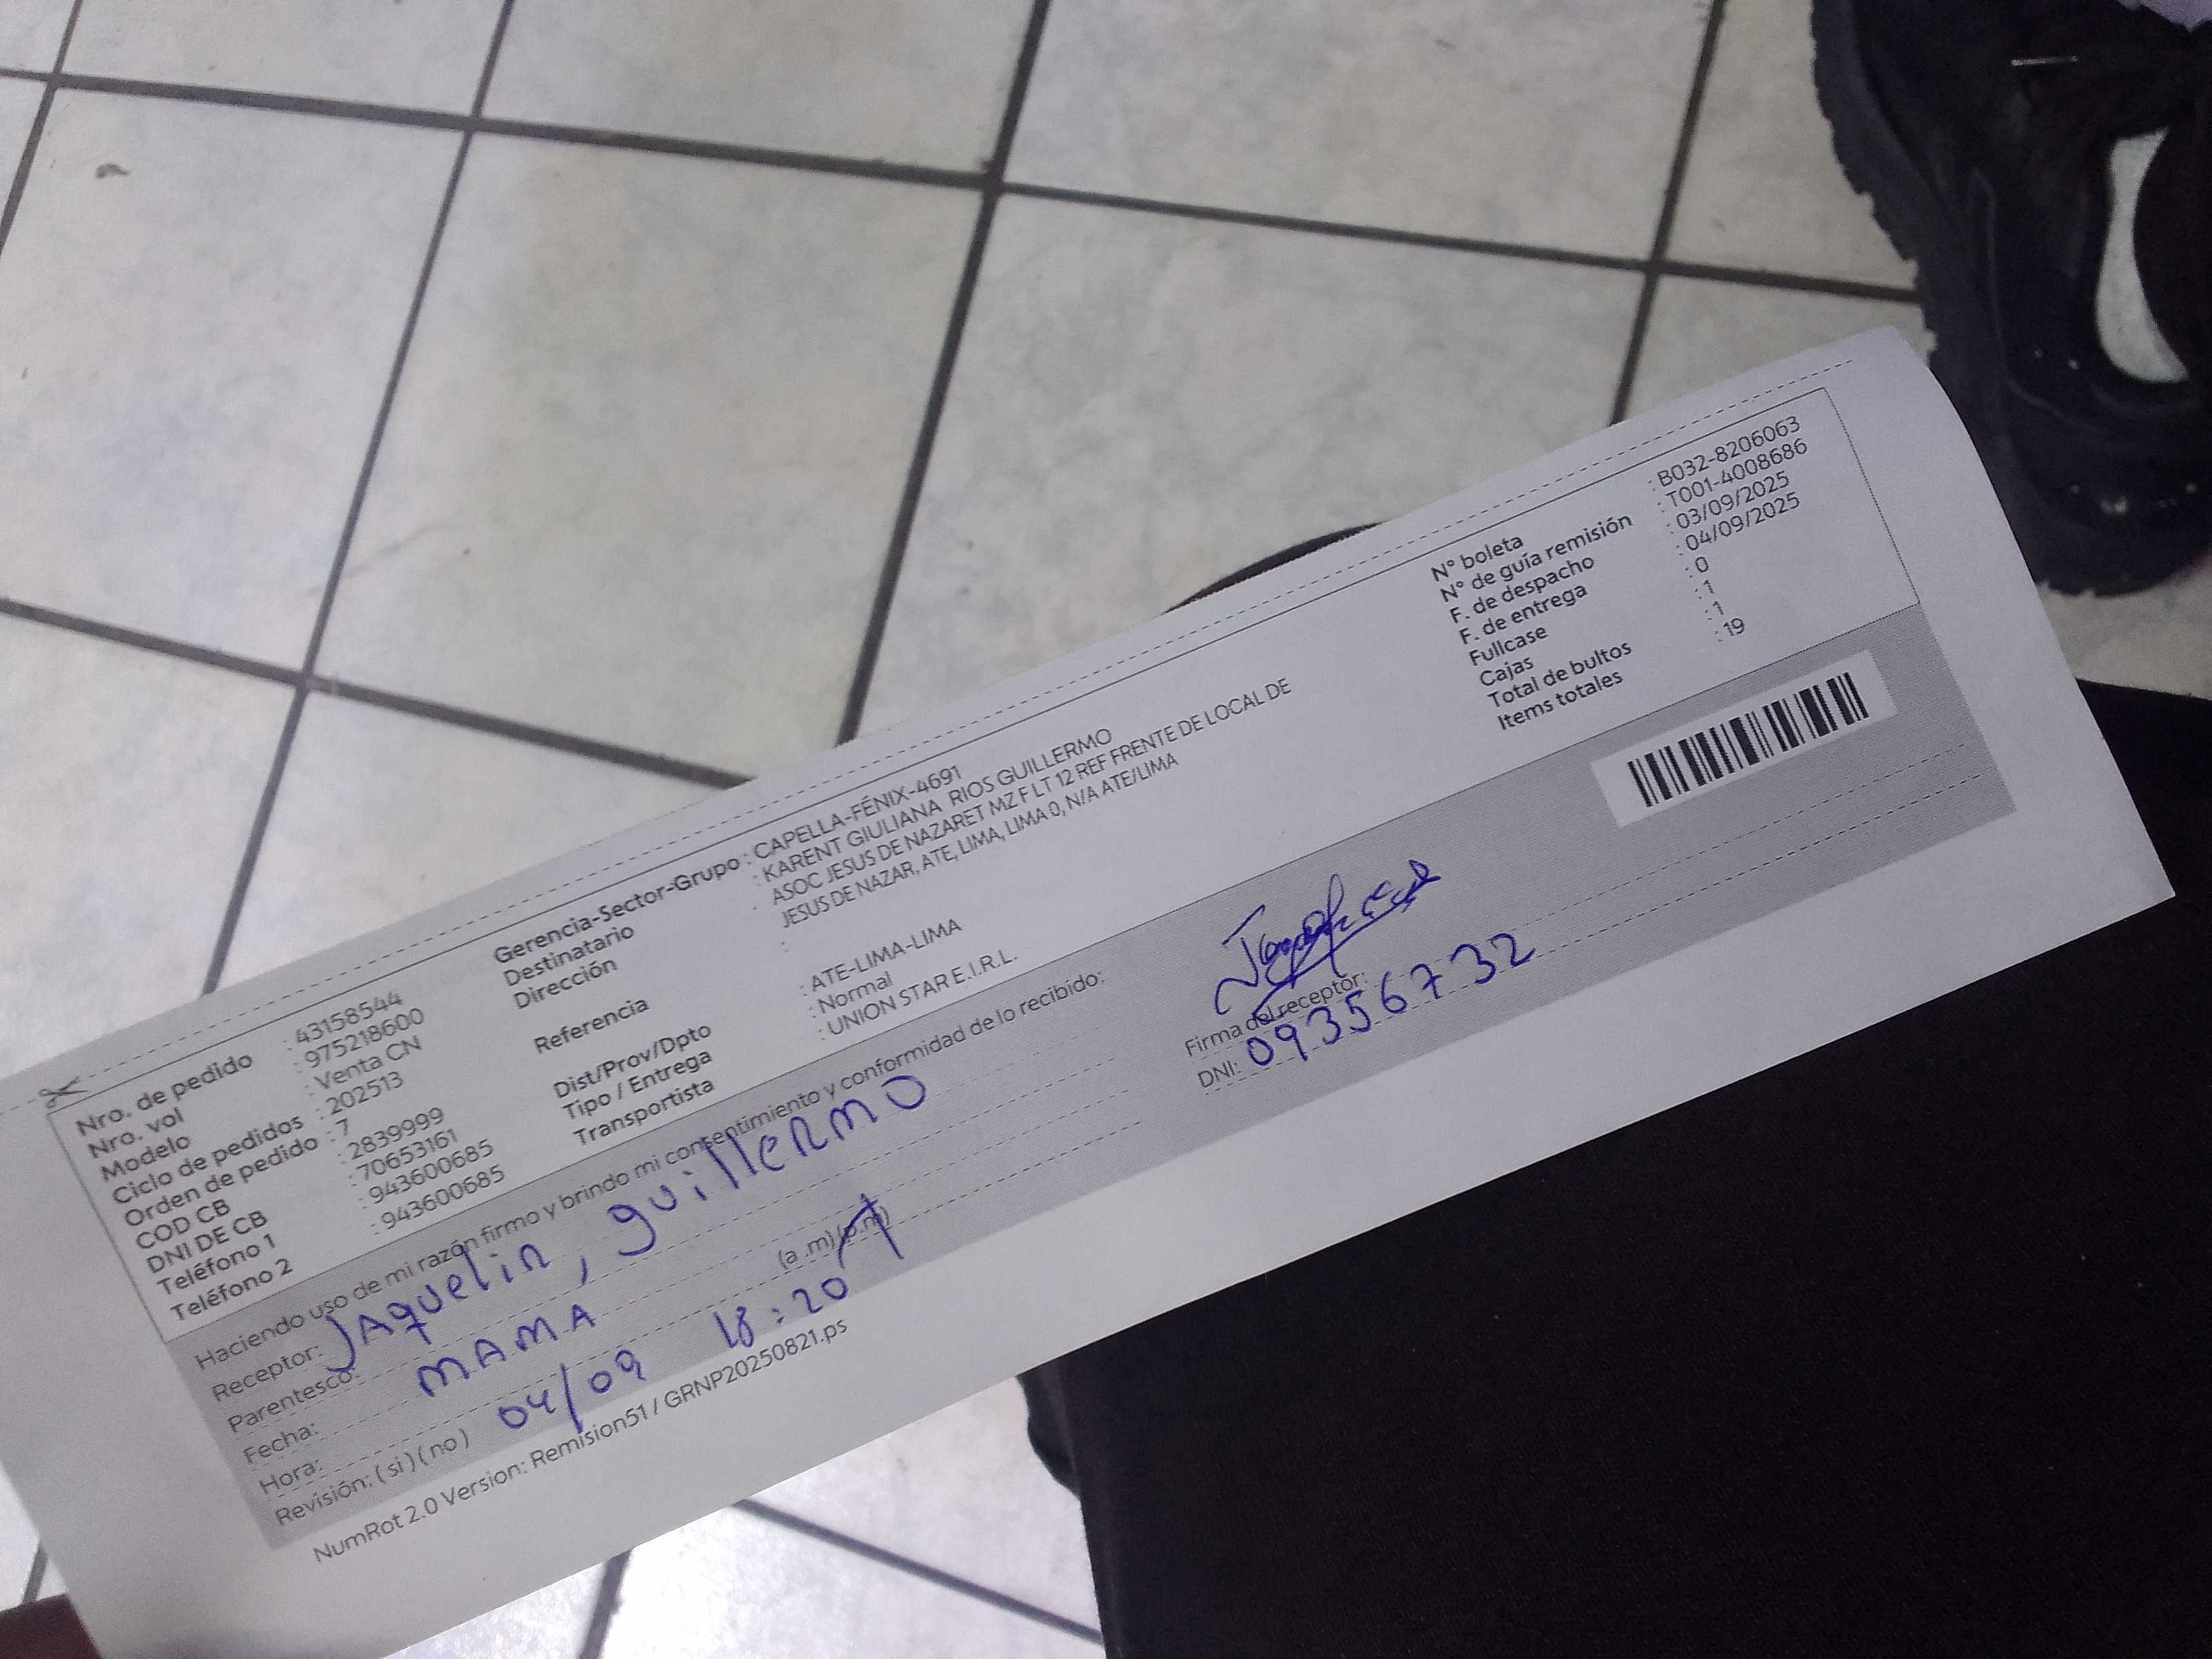 Nro. de pedido : 43158544
Nro. vol : 975218600
Modelo : Venta CN
Ciclo de pedidos : 202513
Orden de pedido : 7
COD CB : 2839999
DNI DE CB : 70653161
Teléfono 1 : 943600685
Teléfono 2 : 943600685
Gerencia-Sector-Grupo : CAPELLA-FÉNIX-4691
Destinatario : KARENT GIULIANA RIOS GUILLERMO
Dirección : ASOC JESUS DE NAZARET MZ F LT 12 REF FRENTE DE LOCAL DE
JESUS DE NAZAR, ATE, LIMA, LIMA 0, N/A ATE/LIMA
Referencia :
Dist/Prov/Dpto : ATE-LIMA-LIMA
Tipo / Entrega : Normal
Transportista : UNION STAR E.I.R.L.
N° boleta : B032-8206063
N° de guía remisión : T001-4008686
F. de despacho : 03/09/2025
F. de entrega : 04/09/2025
Fullcase : 0
Cajas : 1
Total de bultos : 1
Items totales : 19
Haciendo uso de mi razón firmo y brindo mi consentimiento y conformidad de lo recibido:
Receptor: JAquelin, guilleRMO
Parentesco: MAMA
Fecha: 04/09
Hora: 18:20 (a .m) (p.m)
Revisión: ( si ) ( no )
Firma del receptor:
DNI: 09356732
NumRot 2.0 Version: Remision51 / GRNP20250821.ps